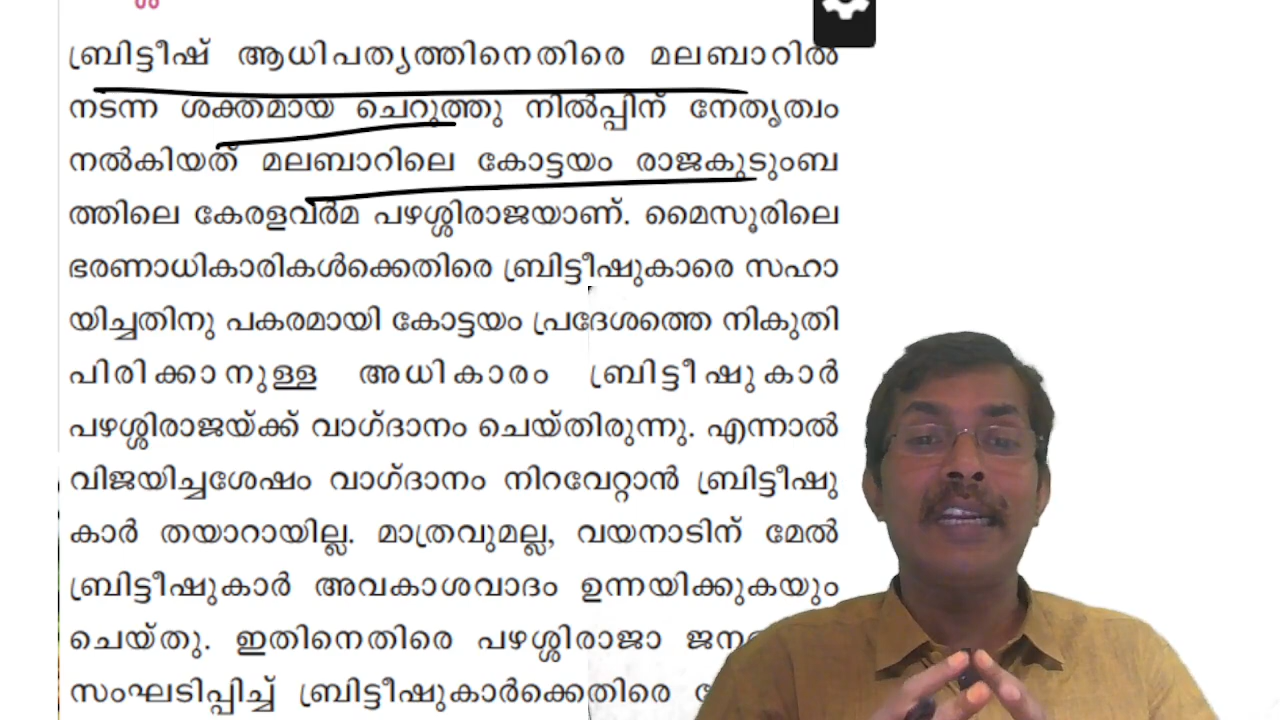 ബ്രിട്ടീഷ് ആധിപത്യത്തിനെതിരെ മലബാറിൽ
നടന്ന ശക്തമായ ചെറുത്തു നിൽപ്പിന് നേതൃത്വം
നൽകിയത് മലബാറിലെ കോട്ടയം രാജകുടുംബ
ത്തിലെ കേരളവർമ പഴശ്ശിരാജയാണ്. മൈസൂരിലെ
ഭരണാധികാരികൾക്കെതിരെ ബ്രിട്ടീഷുകാരെ സഹാ
യിച്ചതിനു പകരമായി കോട്ടയം പ്രദേശത്തെ നികുതി
പിരിക്കാനുള്ള അധികാരം ബ്രിട്ടീഷുകാർ
പഴശ്ശിരാജയ്ക്ക് വാഗ്ദാനം ചെയ്തിരുന്നു. എന്നാൽ
വിജയിച്ചശേഷം വാഗ്ദാനം നിറവേറ്റാൻ ബ്രിട്ടീഷു
കാർ തയാറായില്ല. മാത്രവുമല്ല, വയനാടിന് മേൽ
ബ്രിട്ടീഷുകാർ അവകാശവാദം ഉന്നയിക്കുകയും
ചെയ്തു. ഇതിനെതിരെ പഴശ്ശിരാജാ
സംഘടിപ്പിച്ച് ബ്രിട്ടീഷുകാർക്കെതിരെ